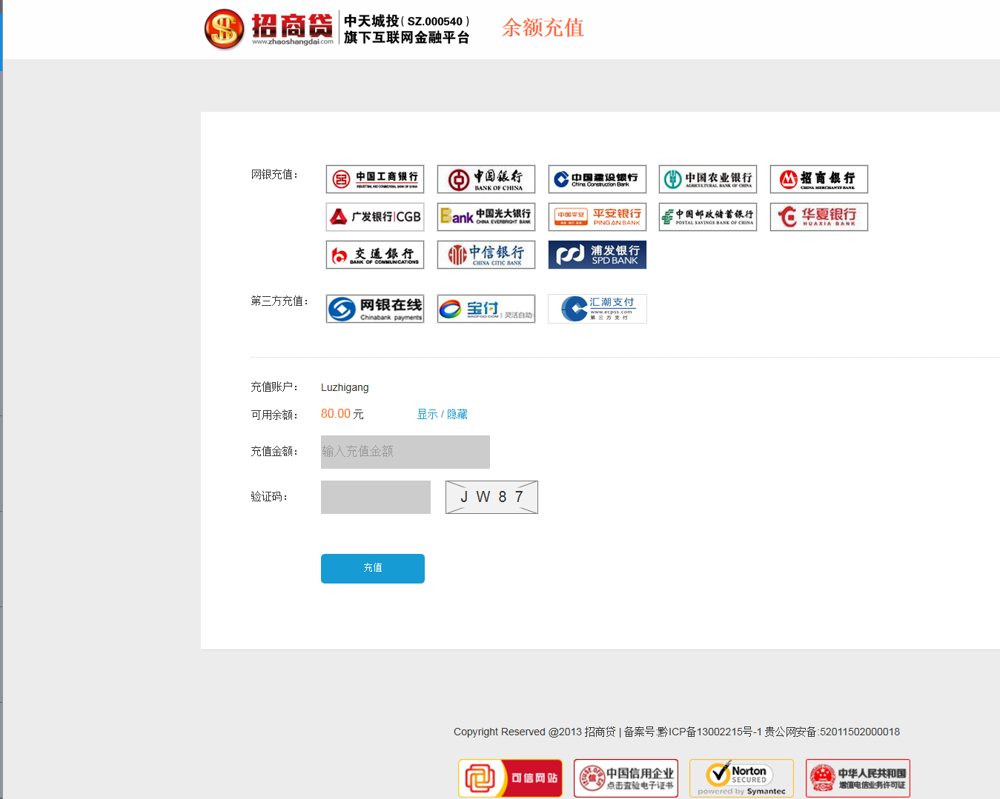 招商贷
www.zhaoshangdai.com
中天城投(SZ.000540)
旗下互联网金融平台
余额充值
网银充值：
中国工商银行
INDUSTRIAL AND COMMERCIAL BANK OF CHINA
中国银行
BANK OF CHINA
中国建设银行
China Construction Bank
中国农业银行
AGRICULTURAL BANK OF CHINA
招商银行
CHINA MERCHANTS BANK
广发银行|CGB
Bank 中国光大银行
CHINA EVERBRIGHT BANK
中国平安
平安银行
PINGAN BANK
中国邮政储蓄银行
POSTAL SAVINGS BANK OF CHINA
华夏银行
HUAXIA BANK
交通银行
BANK OF COMMUNICATIONS
中信银行
CHINA CITIC BANK
浦发银行
SPD BANK
第三方充值：
网银在线
Chinabank payments
宝付
BAOFOO.COM | 灵活自动
汇潮支付
www.ecpss.com
第三方支付
充值账户： Luzhigang
可用余额： 80.00 元 显示 / 隐藏
充值金额： 输入充值金额
验证码： J W 8 7
充值
Copyright Reserved @2013 招商贷 | 备案号:黔ICP备13002215号-1 贵公网安备:52011502000018
可信网站
中国信用企业
点击查验电子证书
Norton
SECURED
powered by Symantec
中华人民共和国
增值电信业务许可证